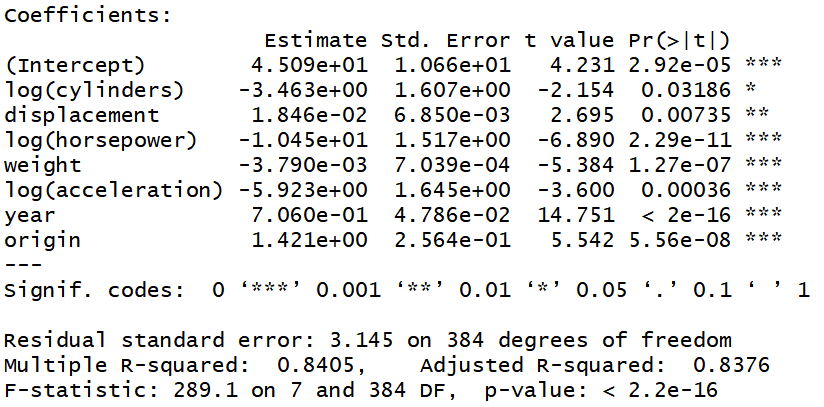 Coefficients:
                   Estimate Std. Error t value Pr(>|t|)
(Intercept)       4.509e+01  1.066e+01   4.231 2.92e-05 ***
log(cylinders)   -3.463e+00  1.607e+00  -2.154  0.03186 *
displacement      1.846e-02  6.850e-03   2.695  0.00735 **
log(horsepower)  -1.045e+01  1.517e+00  -6.890 2.29e-11 ***
weight           -3.790e-03  7.039e-04  -5.384 1.27e-07 ***
log(acceleration) -5.923e+00  1.645e+00  -3.600  0.00036 ***
year              7.060e-01  4.786e-02  14.751  < 2e-16 ***
origin            1.421e+00  2.564e-01   5.542 5.56e-08 ***
---
Signif. codes:  0 ‘***’ 0.001 ‘**’ 0.01 ‘*’ 0.05 ‘.’ 0.1 ‘ ’ 1
Residual standard error: 3.145 on 384 degrees of freedom
Multiple R-squared:  0.8405,    Adjusted R-squared:  0.8376
F-statistic: 289.1 on 7 and 384 DF,  p-value: < 2.2e-16